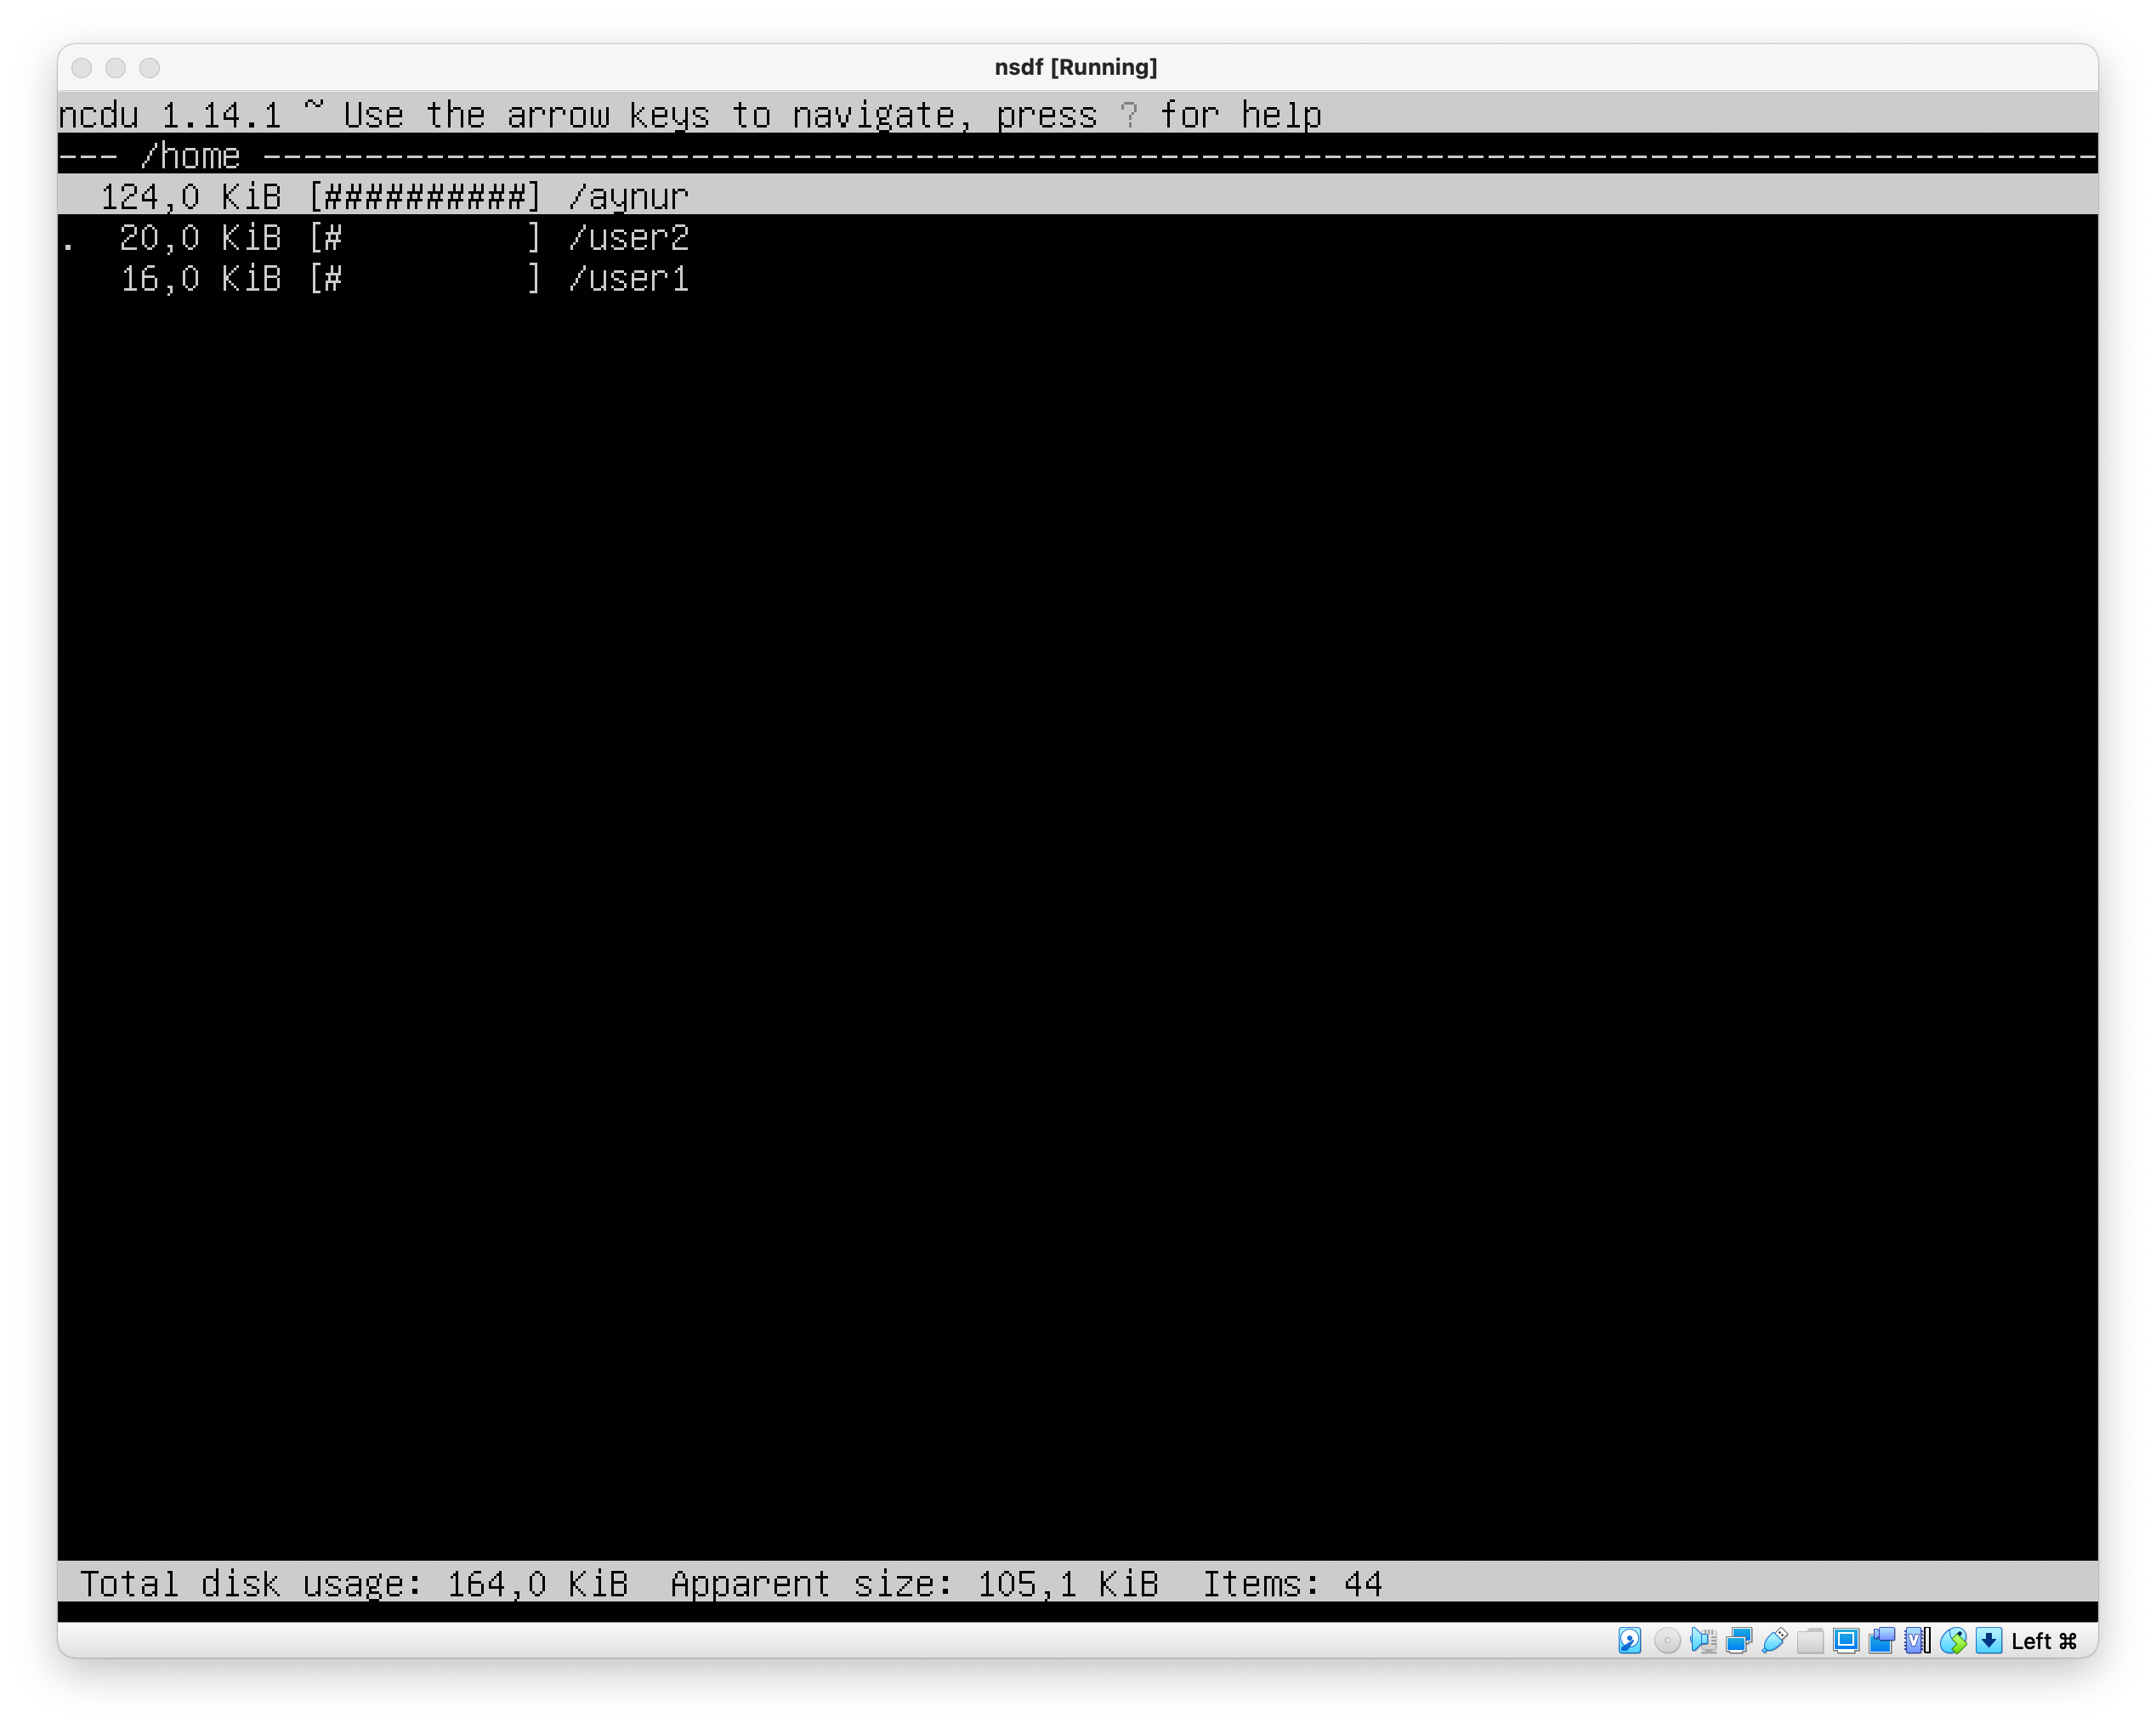 nsdf [Running]
ncdu 1.14.1 ~ Use the arrow keys to navigate, press ? for help
--- /home ------------------------------------------------------------------------------------------
124,0 KiB [##########] /aynur
. 20,0 KiB [#         ] /user2
16,0 KiB [#         ] /user1
Total disk usage: 164,0 KiB  Apparent size: 105,1 KiB  Items: 44
Left ⌘